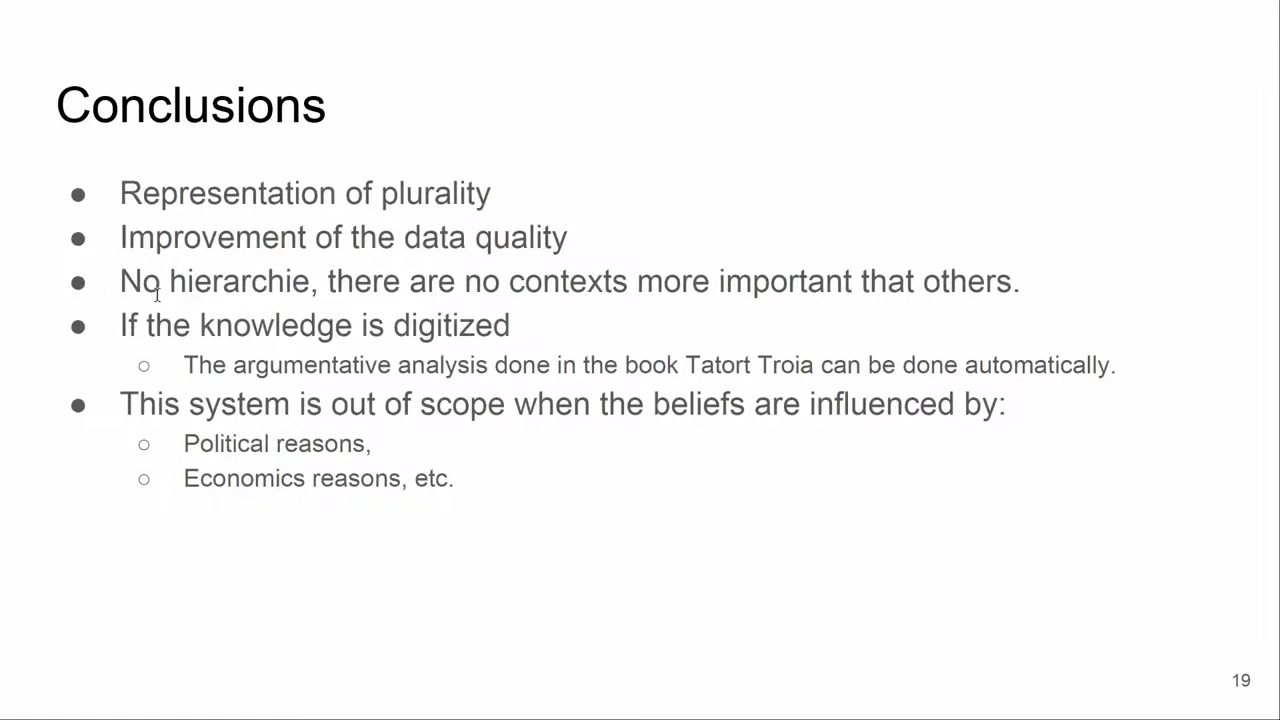 Conclusions
● Representation of plurality
● Improvement of the data quality
● No hierarchie, there are no contexts more important that others.
● If the knowledge is digitized
○ The argumentative analysis done in the book Tatort Troia can be done automatically.
● This system is out of scope when the beliefs are influenced by:
○ Political reasons,
○ Economics reasons, etc.
19